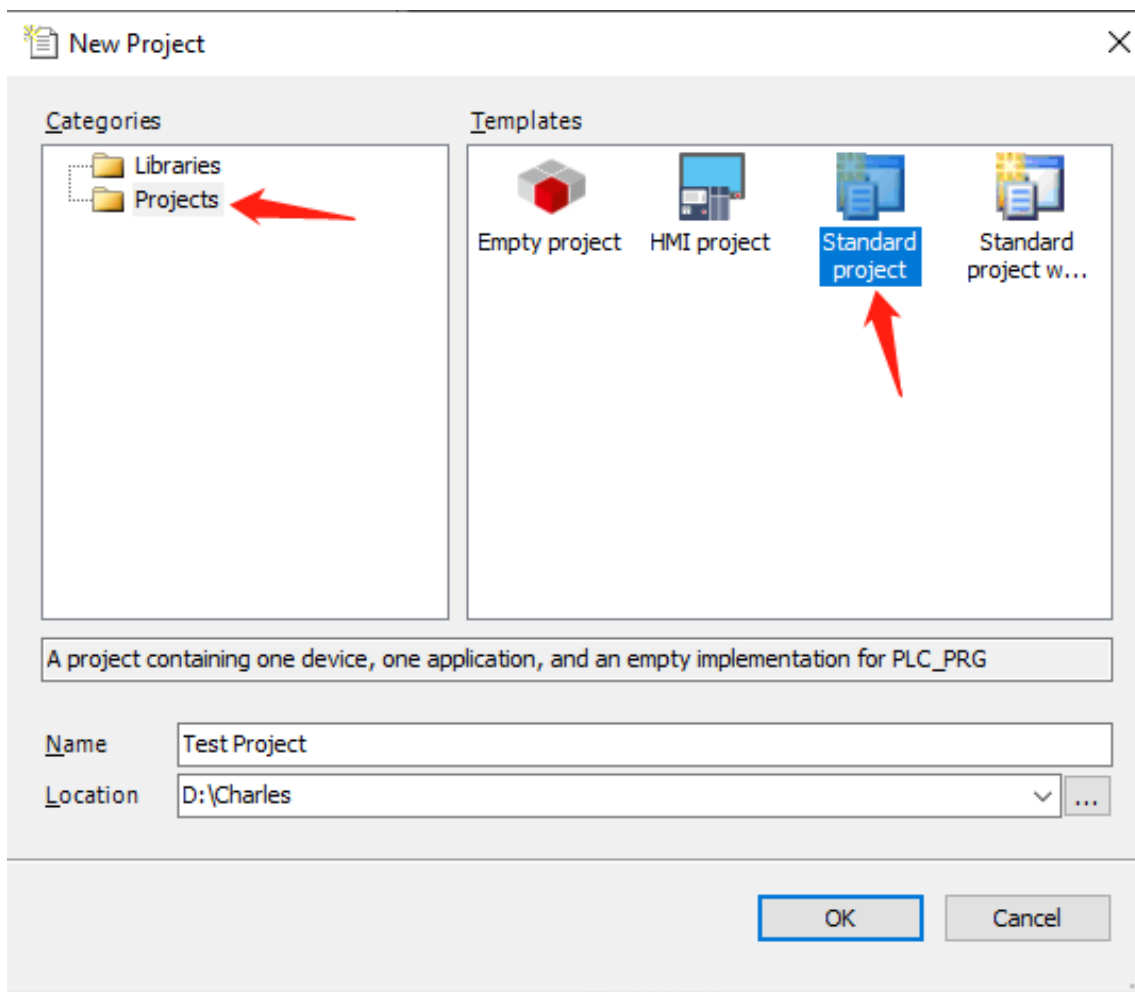 New Project
Categories
Templates
Libraries
Projects
Empty project
HMI project
Standard
project
Standard
project w...
A project containing one device, one application, and an empty implementation for PLC_PRG
Name
Test Project
Location
D:\Charles
...
OK
Cancel